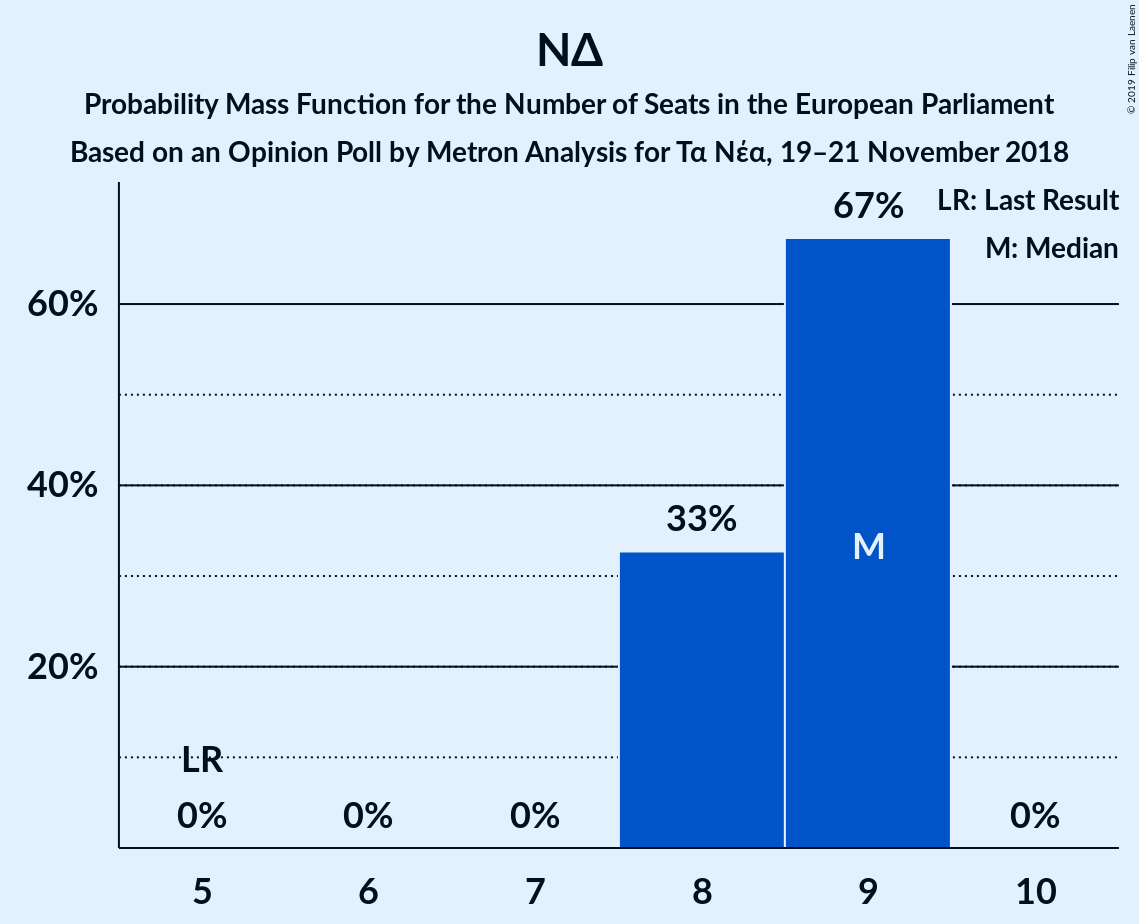 ΝΔ
Probability Mass Function for the Number of Seats in the European Parliament
Based on an Opinion Poll by Metron Analysis for Τα Νέα, 19–21 November 2018
© 2019 Filip van Laenen
LR: Last Result
M: Median
67%
60%
40%
33%
M
20%
LR
0%
0%
0%
0%
5
6
7
8
9
10